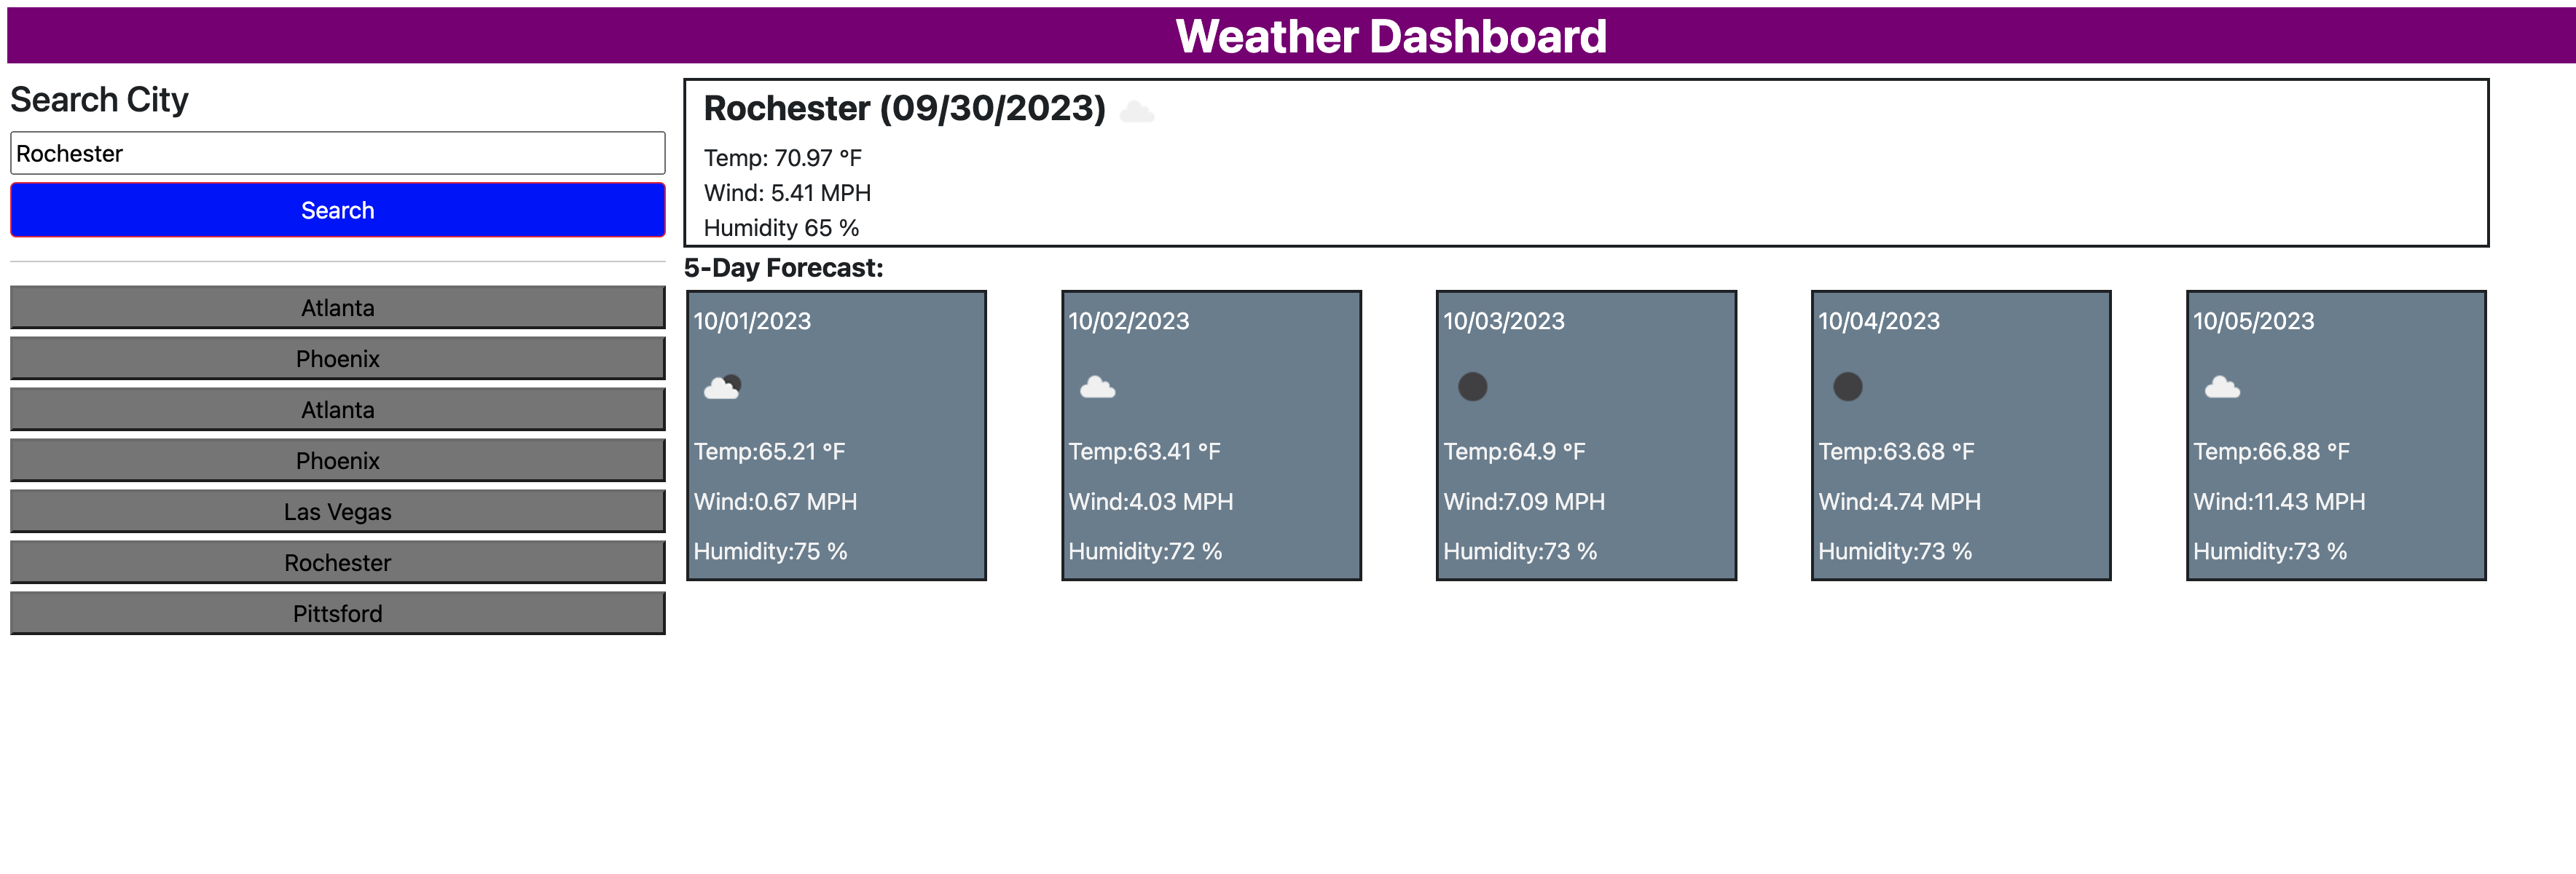 Weather Dashboard
Search City
Rochester
Search
Atlanta
Phoenix
Atlanta
Phoenix
Las Vegas
Rochester
Pittsford
Rochester (09/30/2023)
Temp: 70.97 °F
Wind: 5.41 MPH
Humidity 65 %
5-Day Forecast:
10/01/2023
Temp:65.21 °F
Wind:0.67 MPH
Humidity:75 %
10/02/2023
Temp:63.41 °F
Wind:4.03 MPH
Humidity:72 %
10/03/2023
Temp:64.9 °F
Wind:7.09 MPH
Humidity:73 %
10/04/2023
Temp:63.68 °F
Wind:4.74 MPH
Humidity:73 %
10/05/2023
Temp:66.88 °F
Wind:11.43 MPH
Humidity:73 %